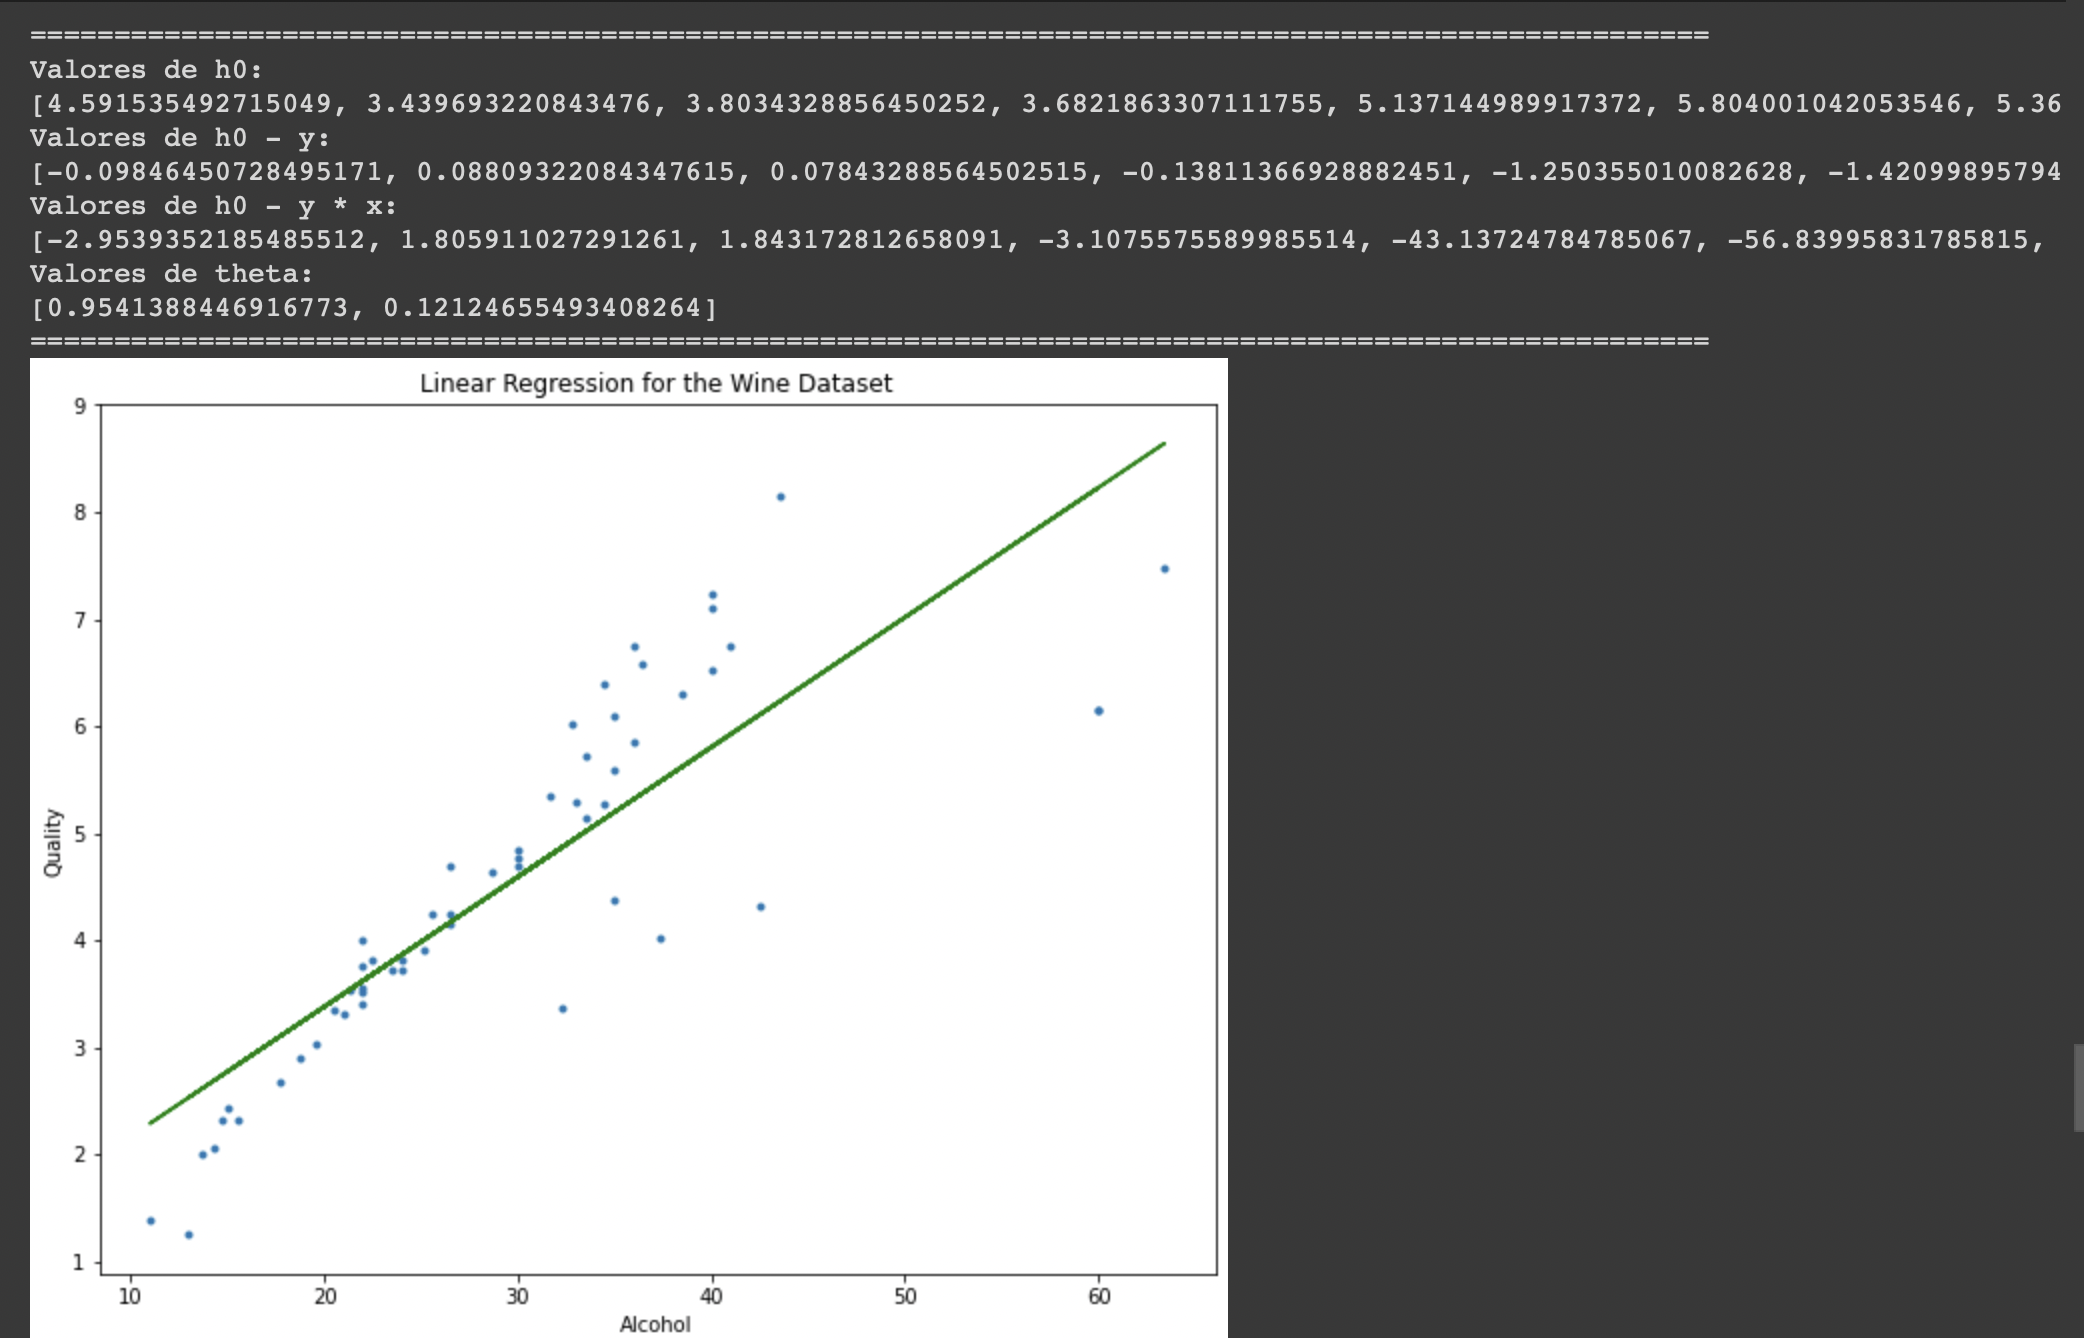 ====================================================================================================
Valores de h0:
[4.591535492715049, 3.439693220843476, 3.8034328856450252, 3.6821863307111755, 5.137144989917372, 5.804001042053546, 5.36
Valores de h0 - y:
[-0.09846450728495171, 0.08809322084347615, 0.07843288564502515, -0.13811366928882451, -1.250355010082628, -1.42099895794
Valores de h0 - y * x:
[-2.9539352185485512, 1.805911027291261, 1.843172812658091, -3.1075575589985514, -43.13724784785067, -56.83995831785815,
Valores de theta:
[0.9541388446916773, 0.12124655493408264]
====================================================================================================
Linear Regression for the Wine Dataset
9
8
7
6
5
4
3
2
1
Quality
10 20 30 40 50 60
Alcohol